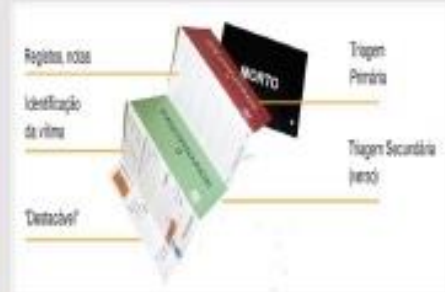 Registos, notas
Identificação
da vítima
"Destacável"
MORTO
Triagem
Primária
Triagem Secundária
(verso)